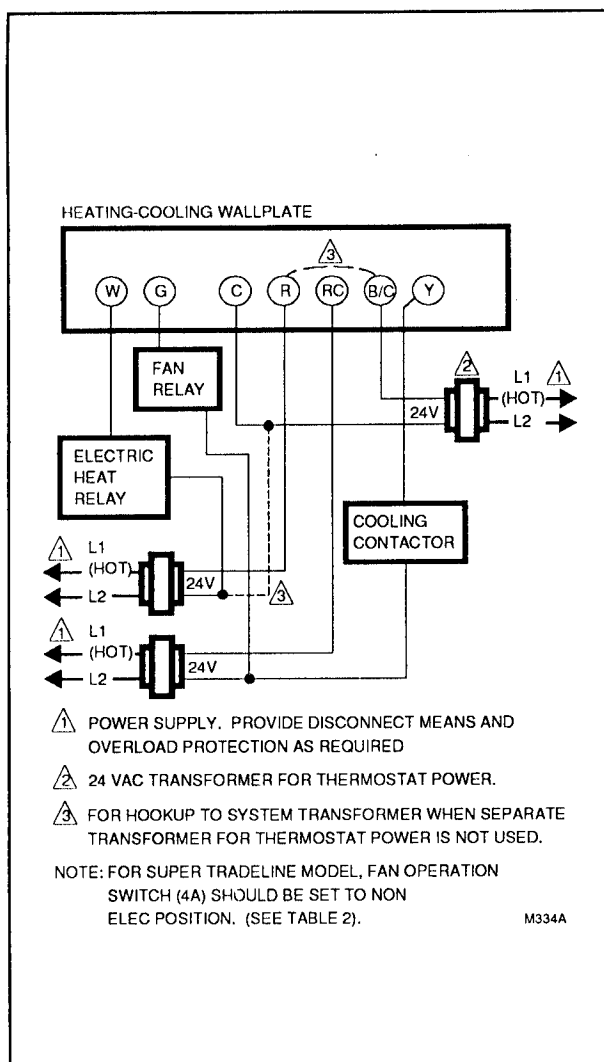 HEATING-COOLING WALLPLATE
3
W G C R RC B/C Y
FAN
RELAY
2
L1 1
(HOT)
24V
L2
ELECTRIC
HEAT
RELAY
COOLING
CONTACTOR
1 L1
(HOT)
24V
L2
3
1 L1
(HOT)
24V
L2
1 POWER SUPPLY. PROVIDE DISCONNECT MEANS AND
OVERLOAD PROTECTION AS REQUIRED
2 24 VAC TRANSFORMER FOR THERMOSTAT POWER.
3 FOR HOOKUP TO SYSTEM TRANSFORMER WHEN SEPARATE
TRANSFORMER FOR THERMOSTAT POWER IS NOT USED.
NOTE: FOR SUPER TRADELINE MODEL, FAN OPERATION
SWITCH (4A) SHOULD BE SET TO NON
ELEC POSITION. (SEE TABLE 2).
M334A